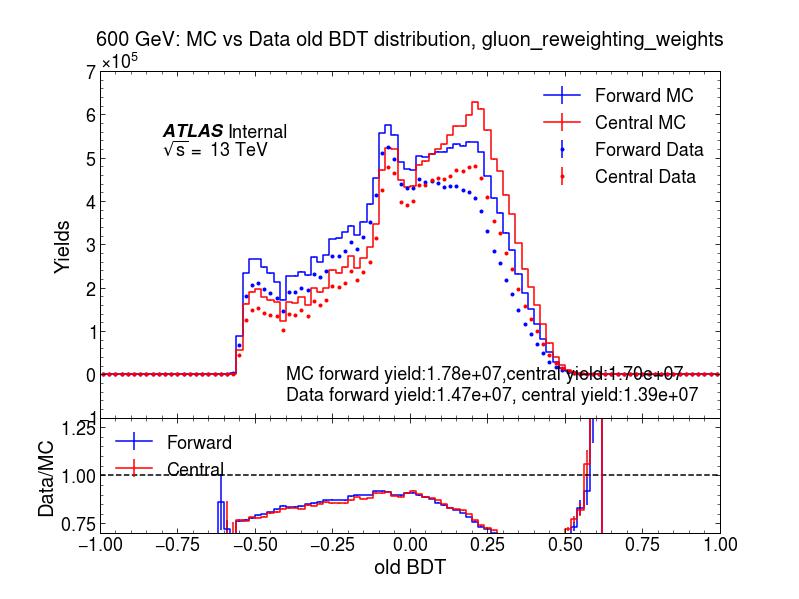 600 GeV: MC vs Data old BDT distribution, gluon_reweighting_weights
×10⁵
7
6
5
4
3
2
1
0
−1
Yields
ATLAS Internal
√s = 13 TeV
Forward MC
Central MC
Forward Data
Central Data
MC forward yield:1.78e+07,central yield:1.70e+07
Data forward yield:1.47e+07, central yield:1.39e+07
1.25
1.00
0.75
Data/MC
Forward
Central
−1.00 −0.75 −0.50 −0.25 0.00 0.25 0.50 0.75 1.00
old BDT